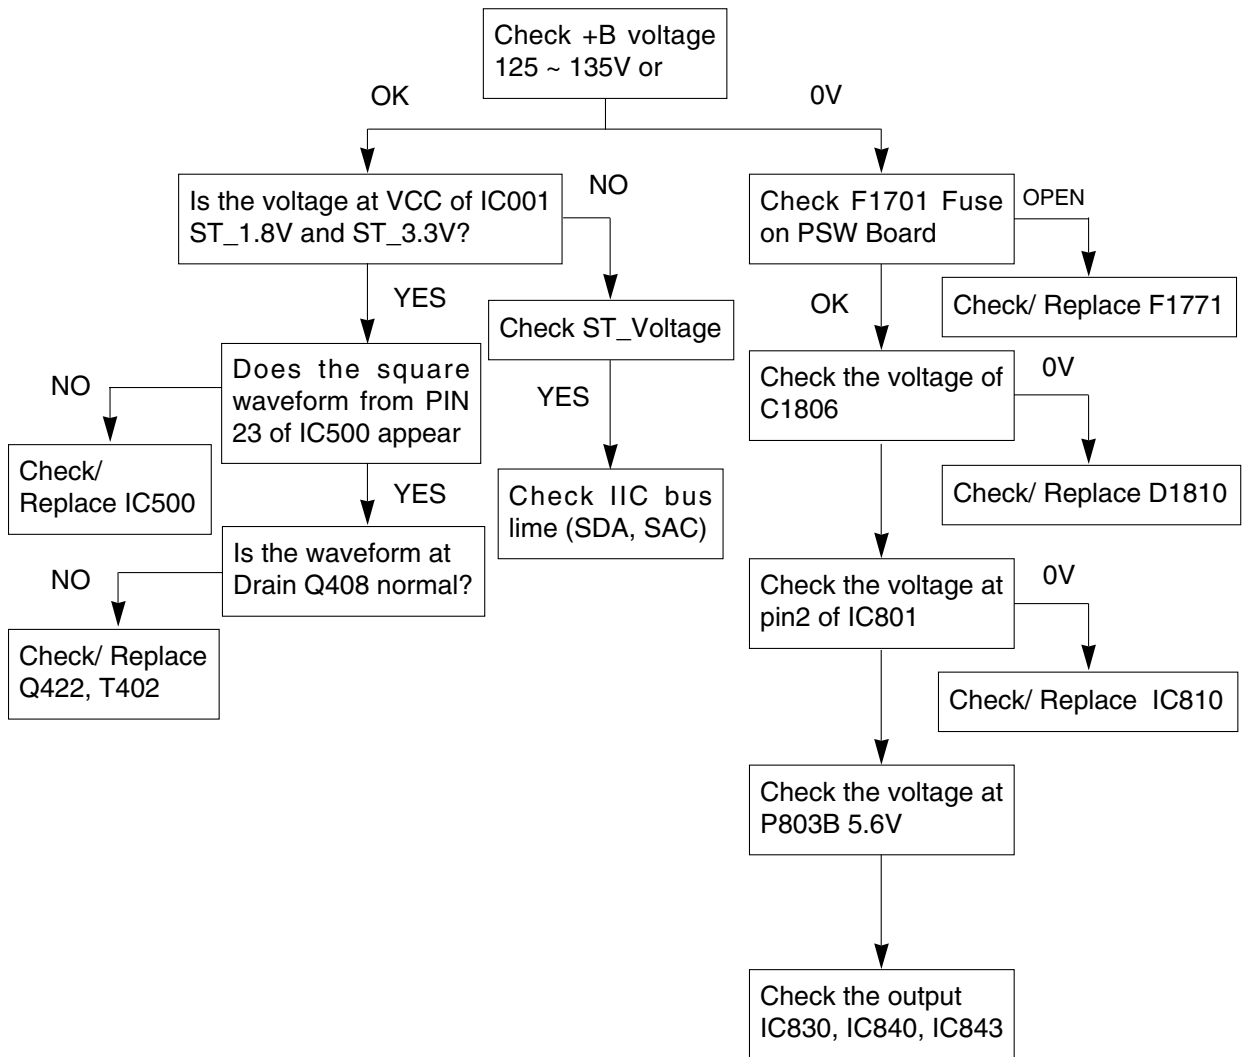 Check +B voltage
125 ~ 135V or
OK
0V
Is the voltage at VCC of IC001
ST_1.8V and ST_3.3V?
NO
Check F1701 Fuse
on PSW Board
OPEN
YES
Check ST_Voltage
OK
Check/ Replace F1771
NO
Does the square
waveform from PIN
23 of IC500 appear
YES
Check the voltage of
C1806
0V
Check/
Replace IC500
YES
Check IIC bus
lime (SDA, SAC)
Check/ Replace D1810
NO
Is the waveform at
Drain Q408 normal?
Check the voltage at
pin2 of IC801
0V
Check/ Replace
Q422, T402
Check/ Replace IC810
Check the voltage at
P803B 5.6V
Check the output
IC830, IC840, IC843